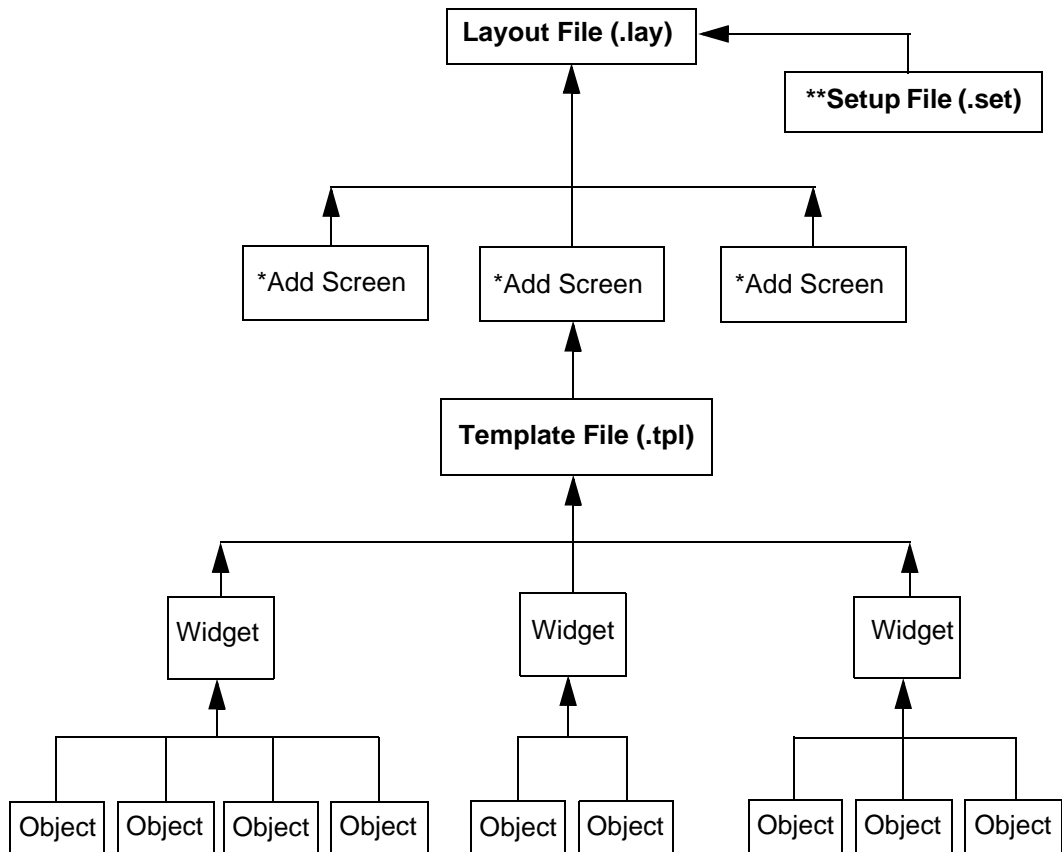 Layout File (.lay)
**Setup File (.set)
*Add Screen
*Add Screen
*Add Screen
Template File (.tpl)
Widget
Widget
Widget
Object
Object
Object
Object
Object
Object
Object
Object
Object